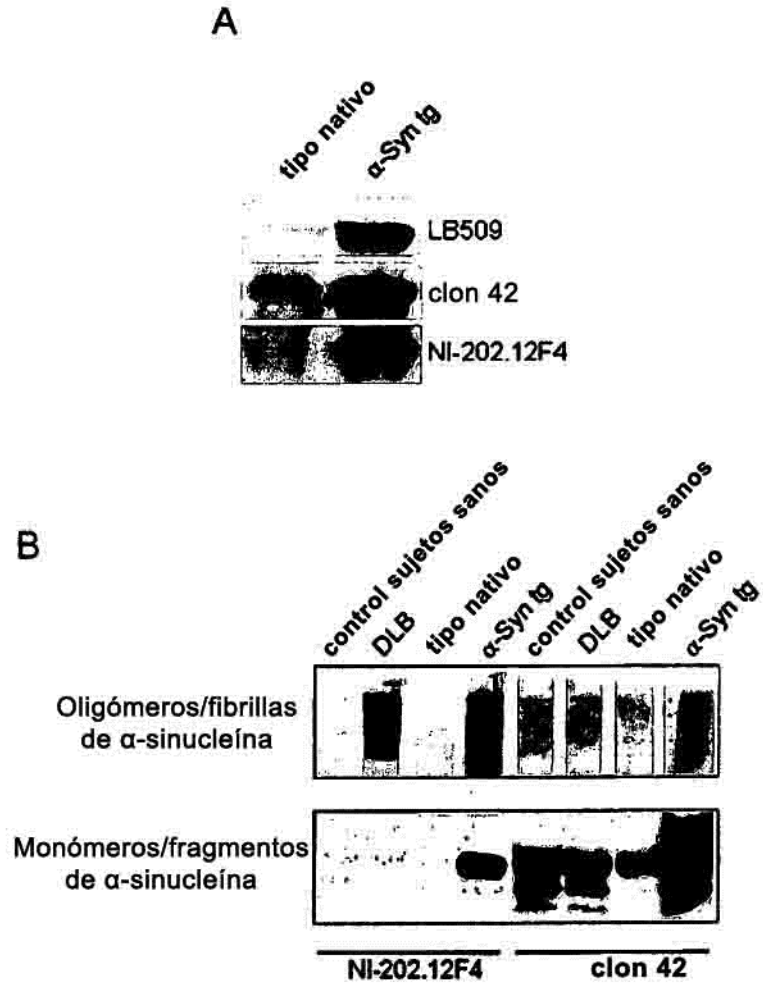 A
tipo nativo
α-Syn tg
LB509
clon 42
NI-202.12F4
B
control sujetos sanos
DLB
tipo nativo
α-Syn tg
control sujetos sanos
DLB
tipo nativo
α-Syn tg
Oligómeros/fibrillas
de α-sinucleína
Monómeros/fragmentos
de α-sinucleína
NI-202.12F4
clon 42